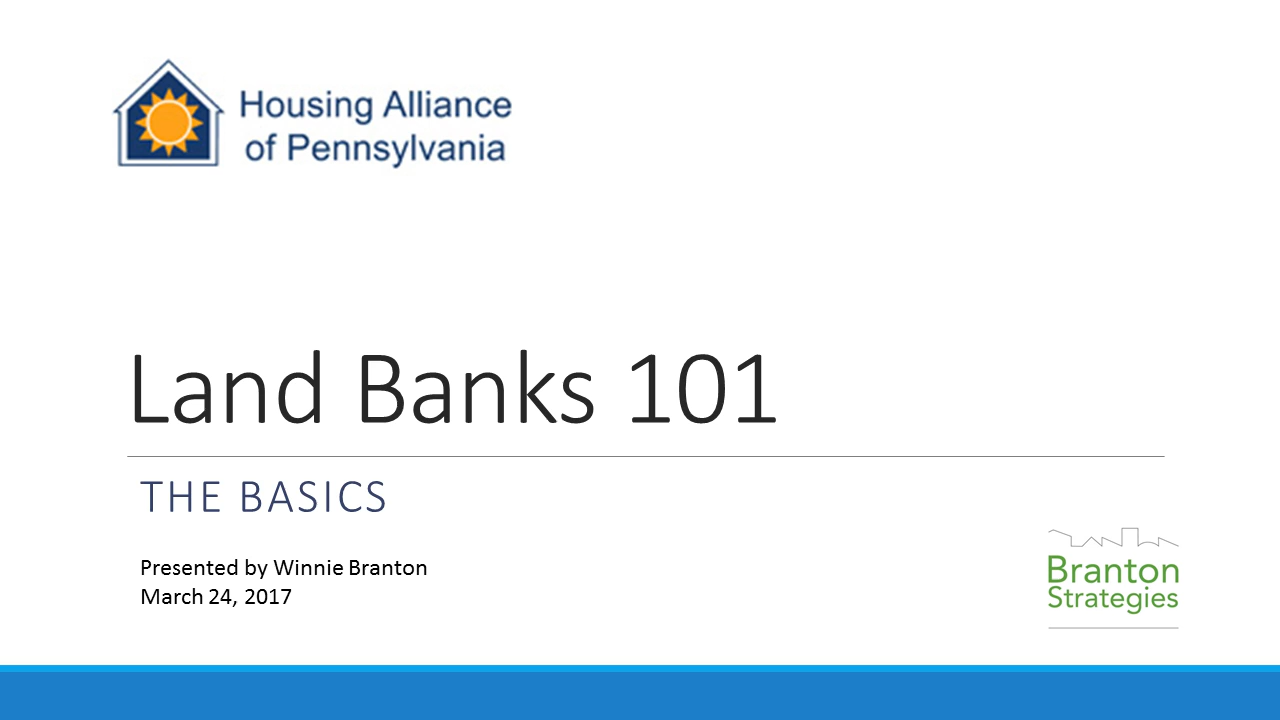 Housing Alliance
of Pennsylvania
Land Banks 101
THE BASICS
Presented by Winnie Branton
March 24, 2017
Branton
Strategies